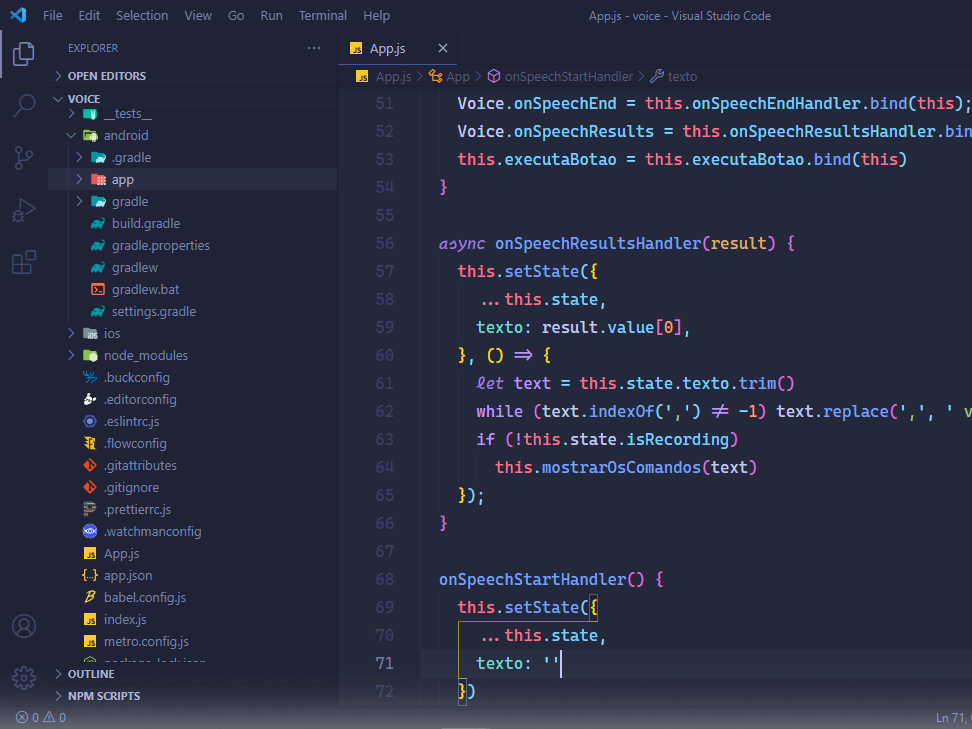 File Edit Selection View Go Run Terminal Help App.js - voice - Visual Studio Code
EXPLORER ···
OPEN EDITORS
VOICE
__tests__
android
.gradle
app
gradle
build.gradle
gradle.properties
gradlew
gradlew.bat
settings.gradle
ios
node_modules
.buckconfig
.editorconfig
.eslintrc.js
.flowconfig
.gitattributes
.gitignore
.prettierrc.js
.watchmanconfig
App.js
app.json
babel.config.js
index.js
metro.config.js
package-lock.json
OUTLINE
NPM SCRIPTS
JS App.js ×
JS App.js > App > onSpeechStartHandler > texto
51 Voice.onSpeechEnd = this.onSpeechEndHandler.bind(this);
52 Voice.onSpeechResults = this.onSpeechResultsHandler.bin
53 this.executaBotao = this.executaBotao.bind(this)
54 }
55
56 async onSpeechResultsHandler(result) {
57 this.setState({
58 ...this.state,
59 texto: result.value[0],
60 }, () => {
61 let text = this.state.texto.trim()
62 while (text.indexOf(',') != -1) text.replace(',', ' v
63 if (!this.state.isRecording)
64 this.mostrarOsComandos(text)
65 });
66 }
67
68 onSpeechStartHandler() {
69 this.setState({
70 ...this.state,
71 texto: ''
72 })
0 0 Ln 71,